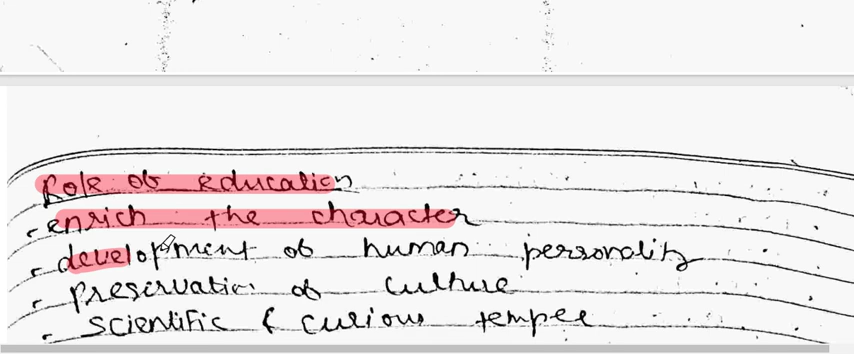 Role of education
- enrich the character
- development of human personality
- preservation of culture
- scientific & curious temper